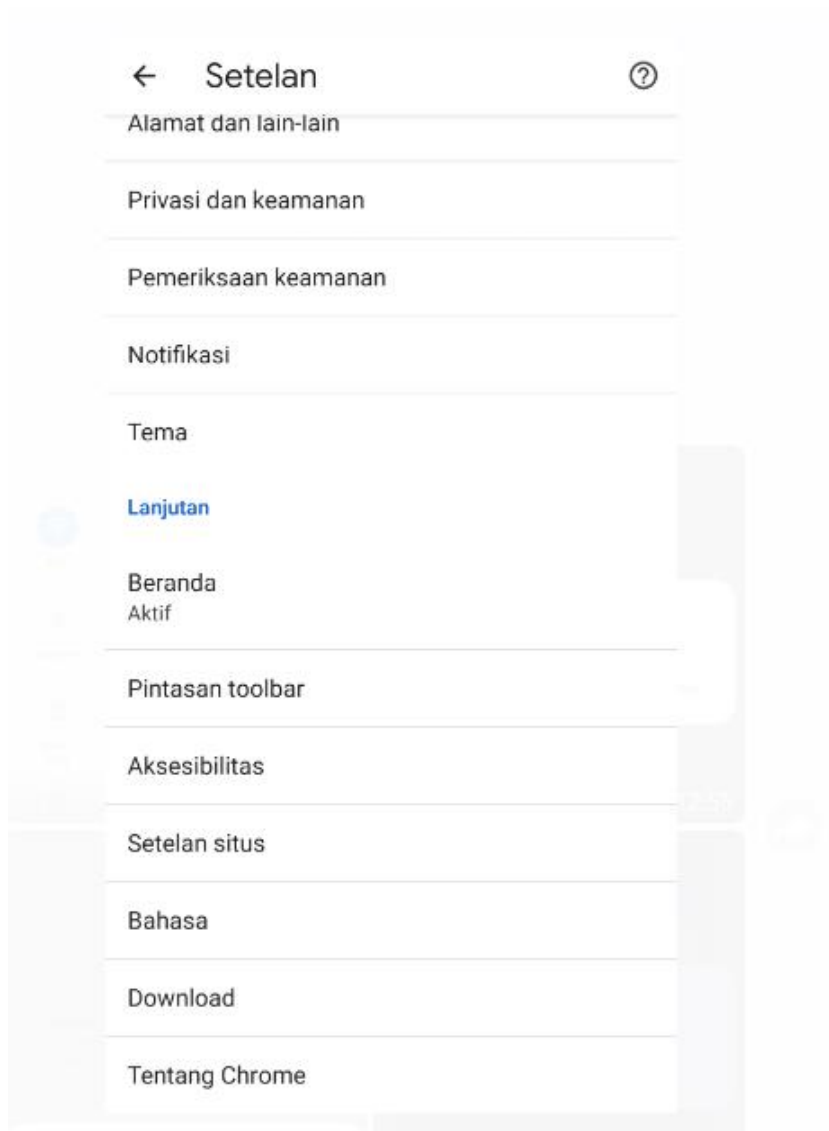 Setelan
Alamat dan lain-lain
Privasi dan keamanan
Pemeriksaan keamanan
Notifikasi
Tema
Lanjutan
Beranda
Aktif
Pintasan toolbar
Aksesibilitas
Setelan situs
Bahasa
Download
Tentang Chrome